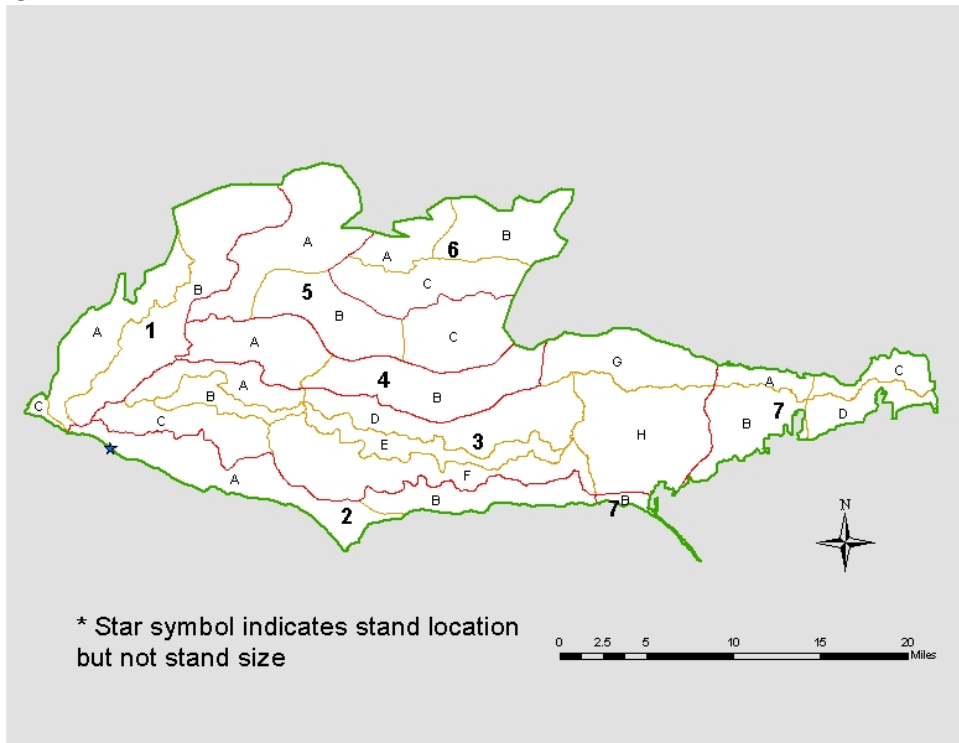 B
6
A
A
C
5
B
B
A
1
C
A
G
C
4
A
A
B
B
7
C
D
C
D
B
3
E
H
F
A
B
B
2
7
N
* Star symbol indicates stand location
but not stand size
0 2.5 5 10 15 20
Miles